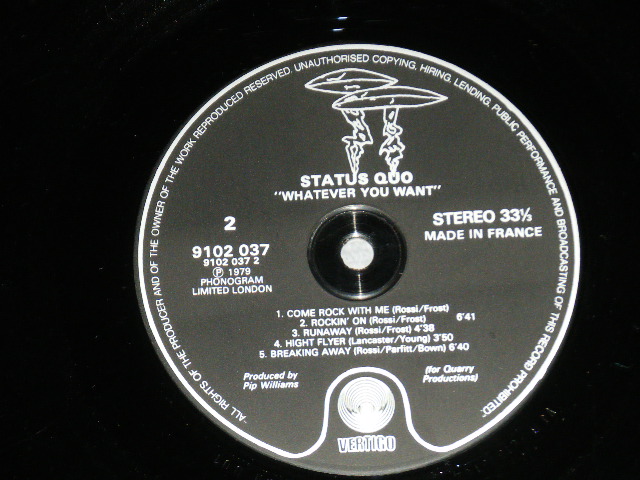 "ALL RIGHTS OF THE PRODUCER AND OF THE OWNER OF THE WORK REPRODUCED RESERVED. UNAUTHORISED COPYING, HIRING, LENDING, PUBLIC PERFORMANCE AND BROADCASTING OF THIS RECORD PROHIBITED."
STATUS QUO
"WHATEVER YOU WANT"
2
STEREO 33⅓
MADE IN FRANCE
9102 037
9102 037 2
Ⓟ 1979
PHONOGRAM
LIMITED LONDON
1. COME ROCK WITH ME (Rossi/Frost)
2. ROCKIN' ON (Rossi/Frost) 6'41
3. RUNAWAY (Rossi/Frost) 4'38
4. HIGHT FLYER (Lancaster/Young) 3'50
5. BREAKING AWAY (Rossi/Parfitt/Bown) 6'40
Produced by
Pip Williams
(for Quarry
Productions)
VERTIGO